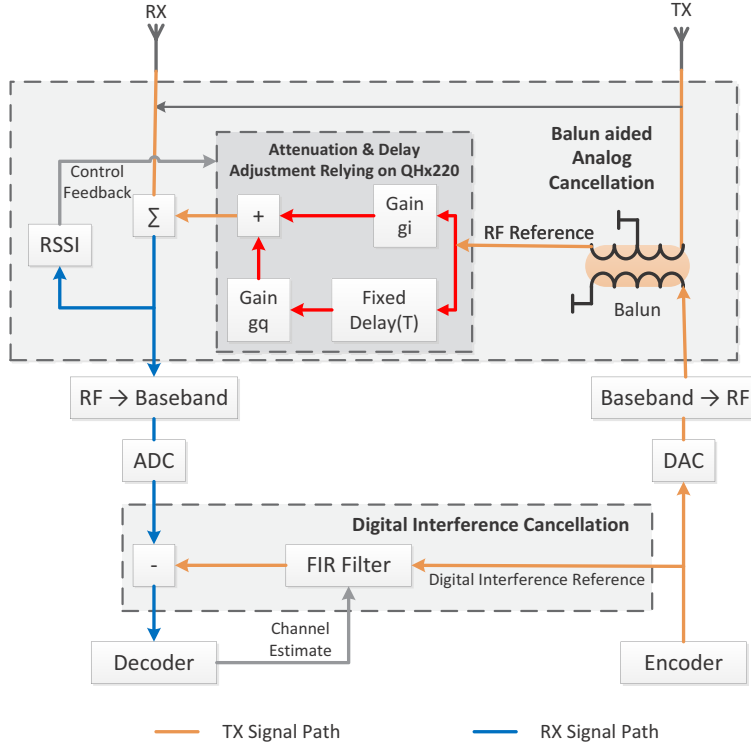 RX
TX
Balun aided
Analog
Cancellation
Attenuation & Delay
Adjustment Relying on QHx220
Control
Feedback
Σ
+
Gain
gi
RF Reference
RSSI
Gain
gq
Fixed
Delay(T)
Balun
RF → Baseband
Baseband → RF
ADC
DAC
Digital Interference Cancellation
-
FIR Filter
Digital Interference Reference
Channel
Estimate
Decoder
Encoder
TX Signal Path
RX Signal Path